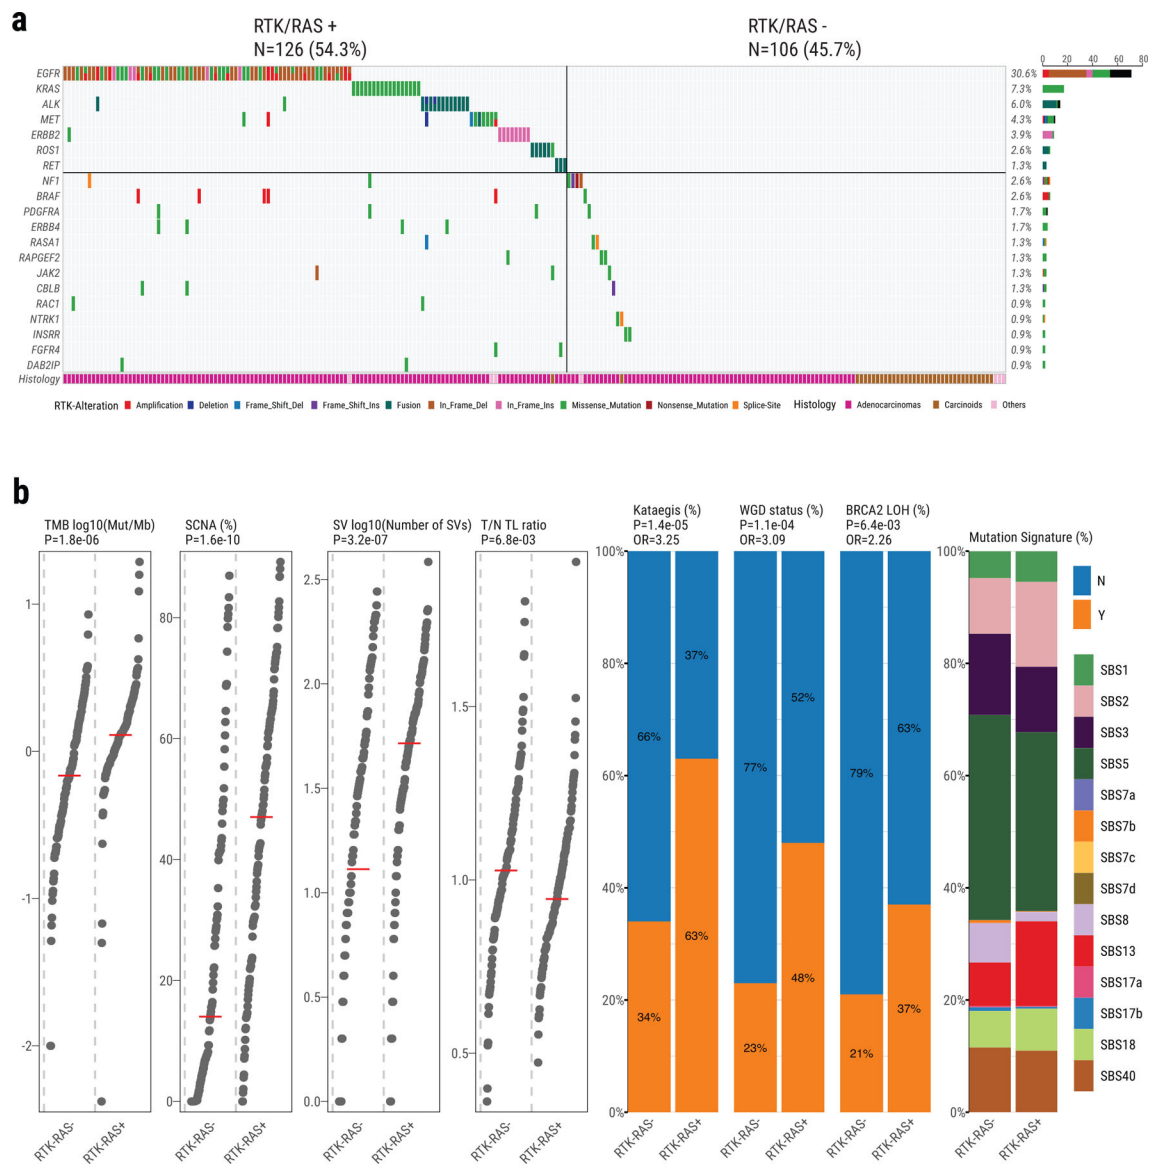 a
RTK/RAS +
N=126 (54.3%)
RTK/RAS -
N=106 (45.7%)
0 20 40 60 80
EGFR 30.6%
KRAS 7.3%
ALK 6.0%
MET 4.3%
ERBB2 3.9%
ROS1 2.6%
RET 1.3%
NF1 2.6%
BRAF 2.6%
PDGFRA 1.7%
ERBB4 1.7%
RASA1 1.3%
RAPGEF2 1.3%
JAK2 1.3%
CBLB 1.3%
RAC1 0.9%
NTRK1 0.9%
INSRR 0.9%
FGFR4 0.9%
DAB2IP 0.9%
Histology
RTK-Alteration Amplification Deletion Frame_Shift_Del Frame_Shift_Ins Fusion In_Frame_Del In_Frame_Ins Missense_Mutation Nonsense_Mutation Splice-Site Histology Adenocarcinomas Carcinoids Others
b
TMB log10(Mut/Mb)
P=1.8e-06
1
0
-1
-2
RTK-RAS- RTK-RAS+
SCNA (%)
P=1.6e-10
80
60
40
20
0
RTK-RAS- RTK-RAS+
SV log10(Number of SVs)
P=3.2e-07
2.5
2.0
1.5
1.0
0.5
0.0
RTK-RAS- RTK-RAS+
T/N TL ratio
P=6.8e-03
1.5
1.0
0.5
RTK-RAS- RTK-RAS+
Kataegis (%)
P=1.4e-05
OR=3.25
100%
80%
60%
40%
20%
0%
66%
34%
37%
63%
RTK-RAS- RTK-RAS+
WGD status (%)
P=1.1e-04
OR=3.09
77%
23%
52%
48%
RTK-RAS- RTK-RAS+
BRCA2 LOH (%)
P=6.4e-03
OR=2.26
79%
21%
63%
37%
RTK-RAS- RTK-RAS+
Mutation Signature (%)
100%
80%
60%
40%
20%
0%
RTK-RAS- RTK-RAS+
N
Y
SBS1
SBS2
SBS3
SBS5
SBS7a
SBS7b
SBS7c
SBS7d
SBS8
SBS13
SBS17a
SBS17b
SBS18
SBS40